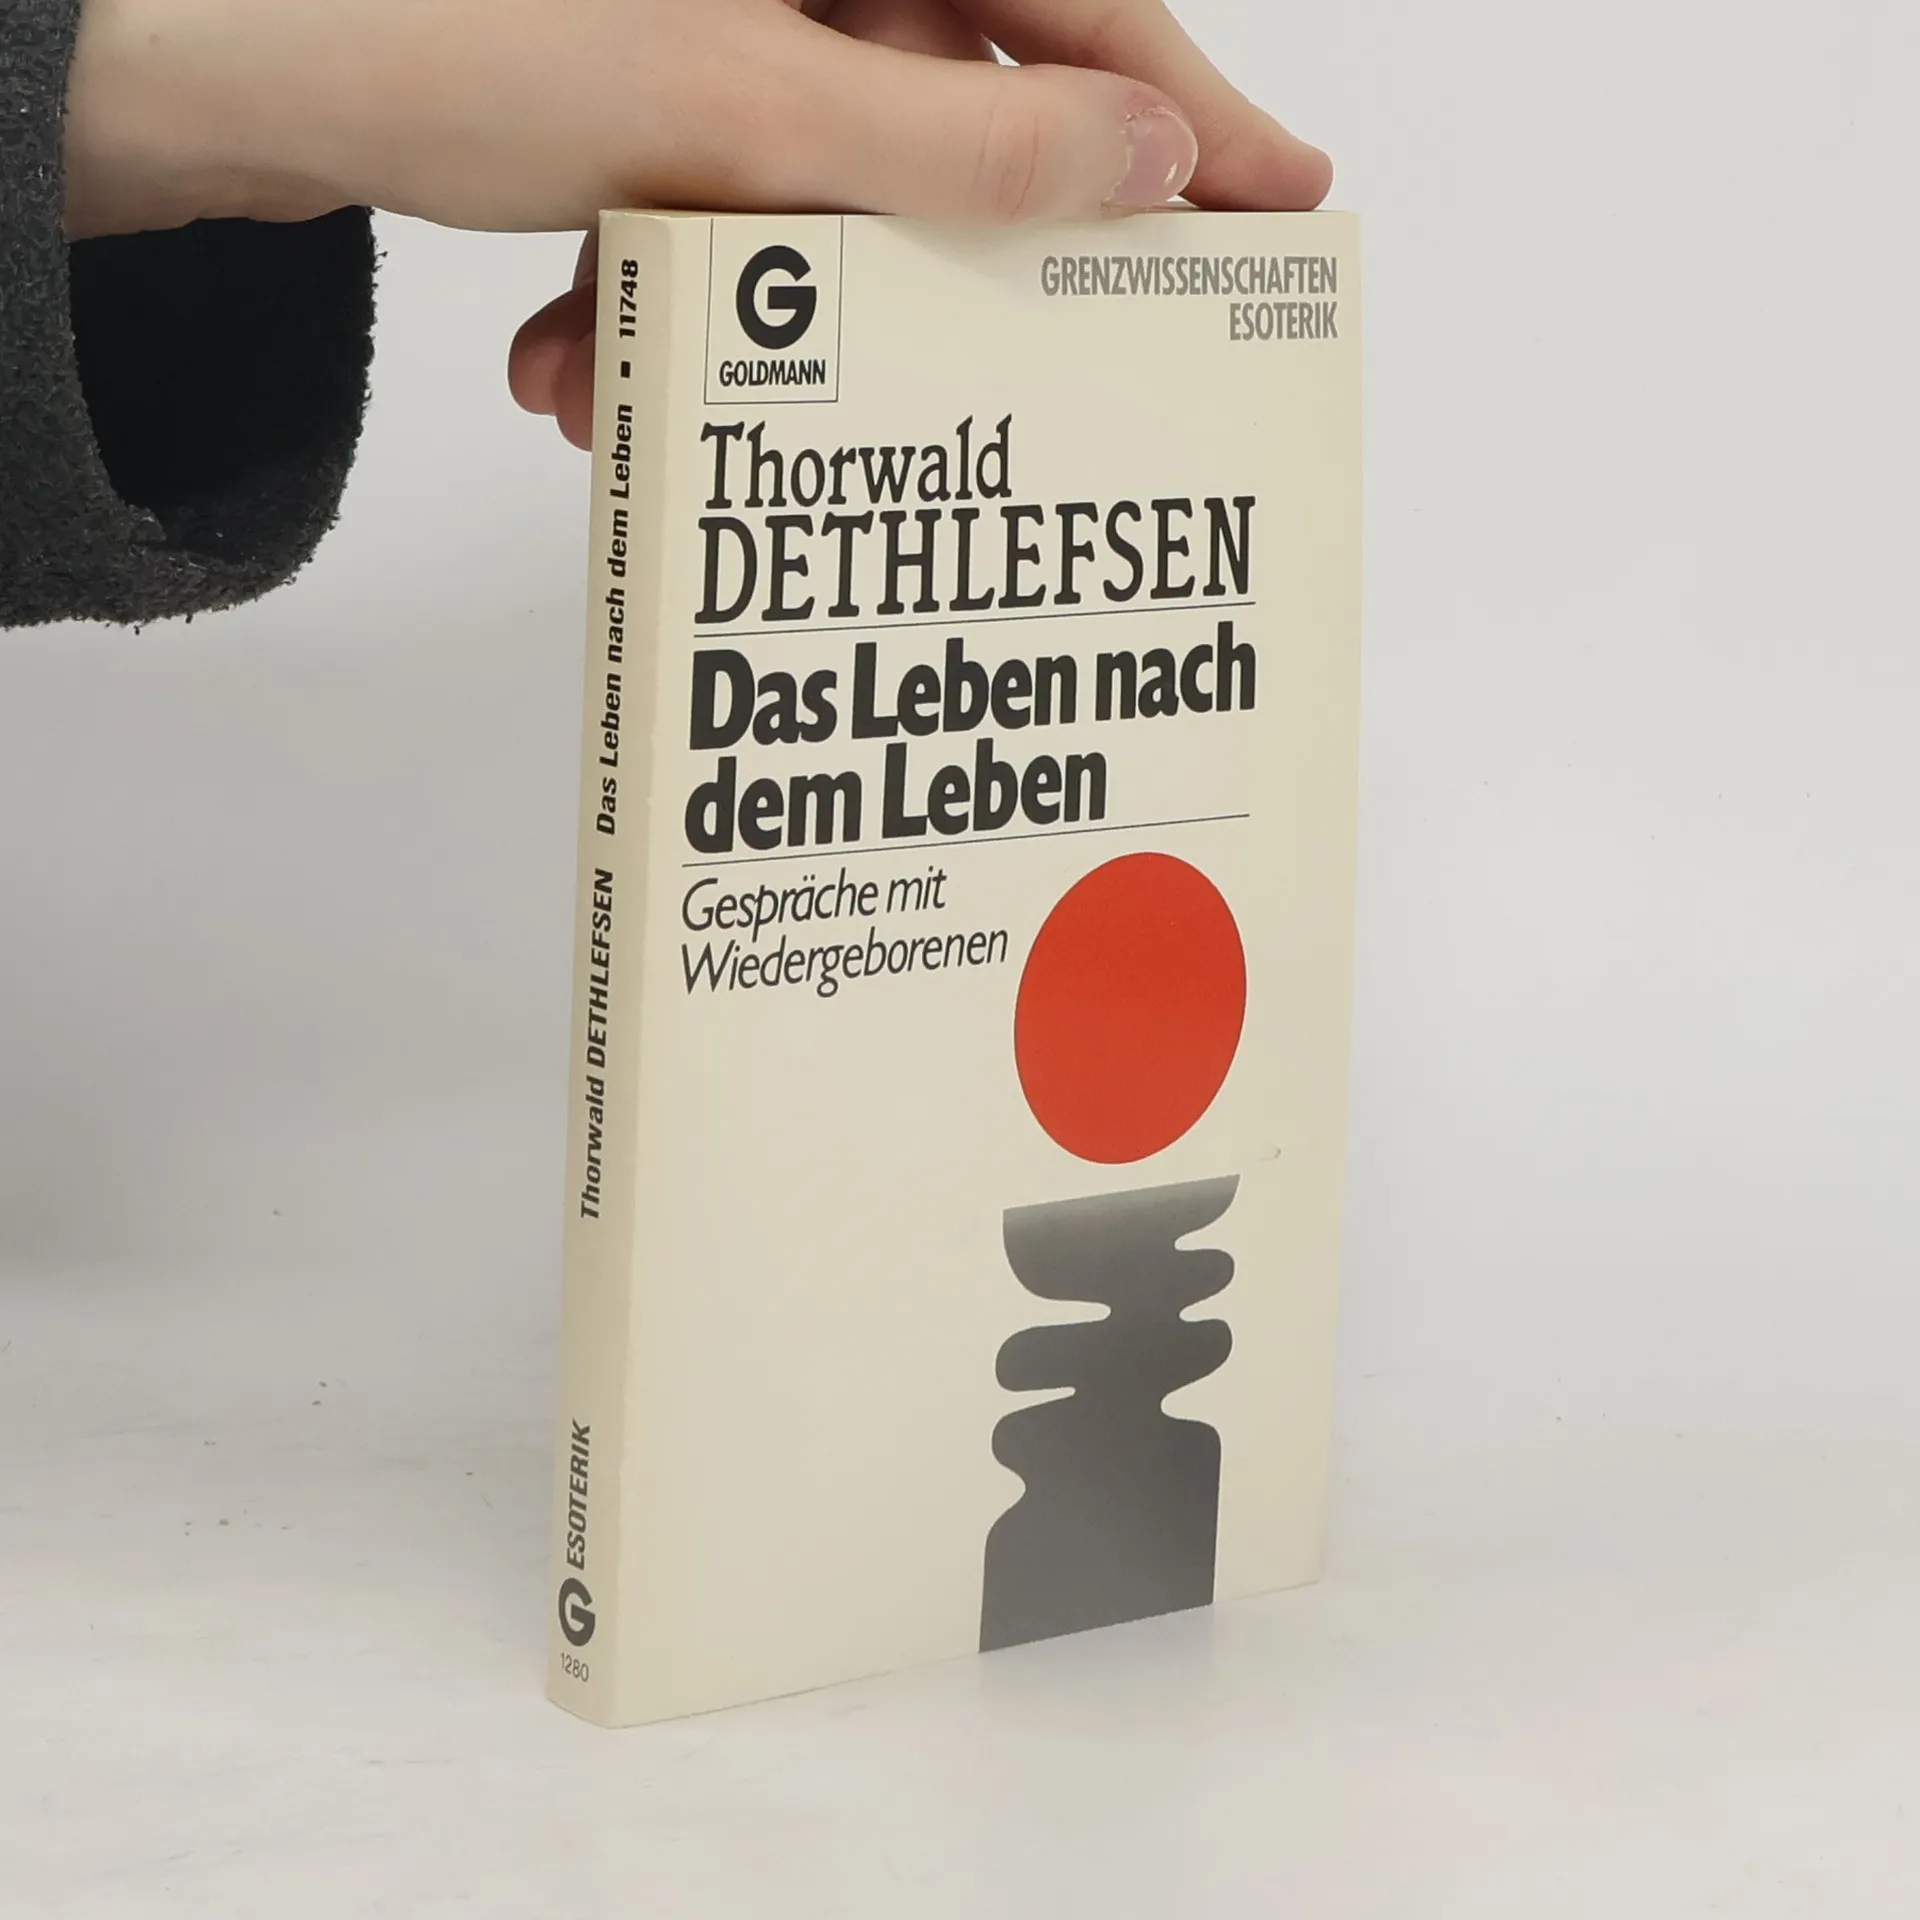 G
GOLDMANN
GRENZWISSENSCHAFTEN
ESOTERIK
Thorwald
DETHLEFSEN
Das Leben nach
dem Leben
Gespräche mit
Wiedergeborenen
Thorwald DETHLEFSEN Das Leben nach dem Leben ▪ 11748
G ESOTERIK
1280